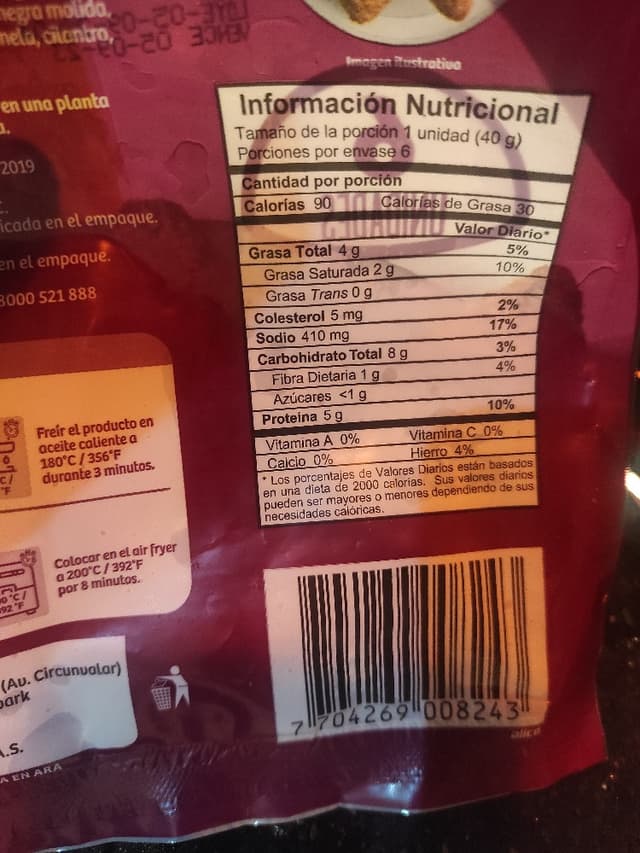 negra molida,
cilantro,
Imagen ilustrativa
en una planta
2019
en el empaque.
en el empaque.
8000 521 888
Información Nutricional
Tamaño de la porción 1 unidad (40 g)
Porciones por envase 6
Cantidad por porción
Calorías 90 Calorías de Grasa 30
Valor Diario*
Grasa Total 4 g 5%
Grasa Saturada 2 g 10%
Grasa Trans 0 g
Colesterol 5 mg 2%
Sodio 410 mg 17%
Carbohidrato Total 8 g 3%
Fibra Dietaria 1 g 4%
Azúcares <1 g
Proteína 5 g 10%
Vitamina A 0% Vitamina C 0%
Calcio 0% Hierro 4%
* Los porcentajes de Valores Diarios están basados
en una dieta de 2000 calorías. Sus valores diarios
pueden ser mayores o menores dependiendo de sus
necesidades calóricas.
Freír el producto en
aceite caliente a
180°C / 356°F
durante 3 minutos.
Colocar en el air fryer
a 200°C / 392°F
por 8 minutos.
(Av. Circunvalar)
park
.S.
EN ARA
7 704269 008243
alico